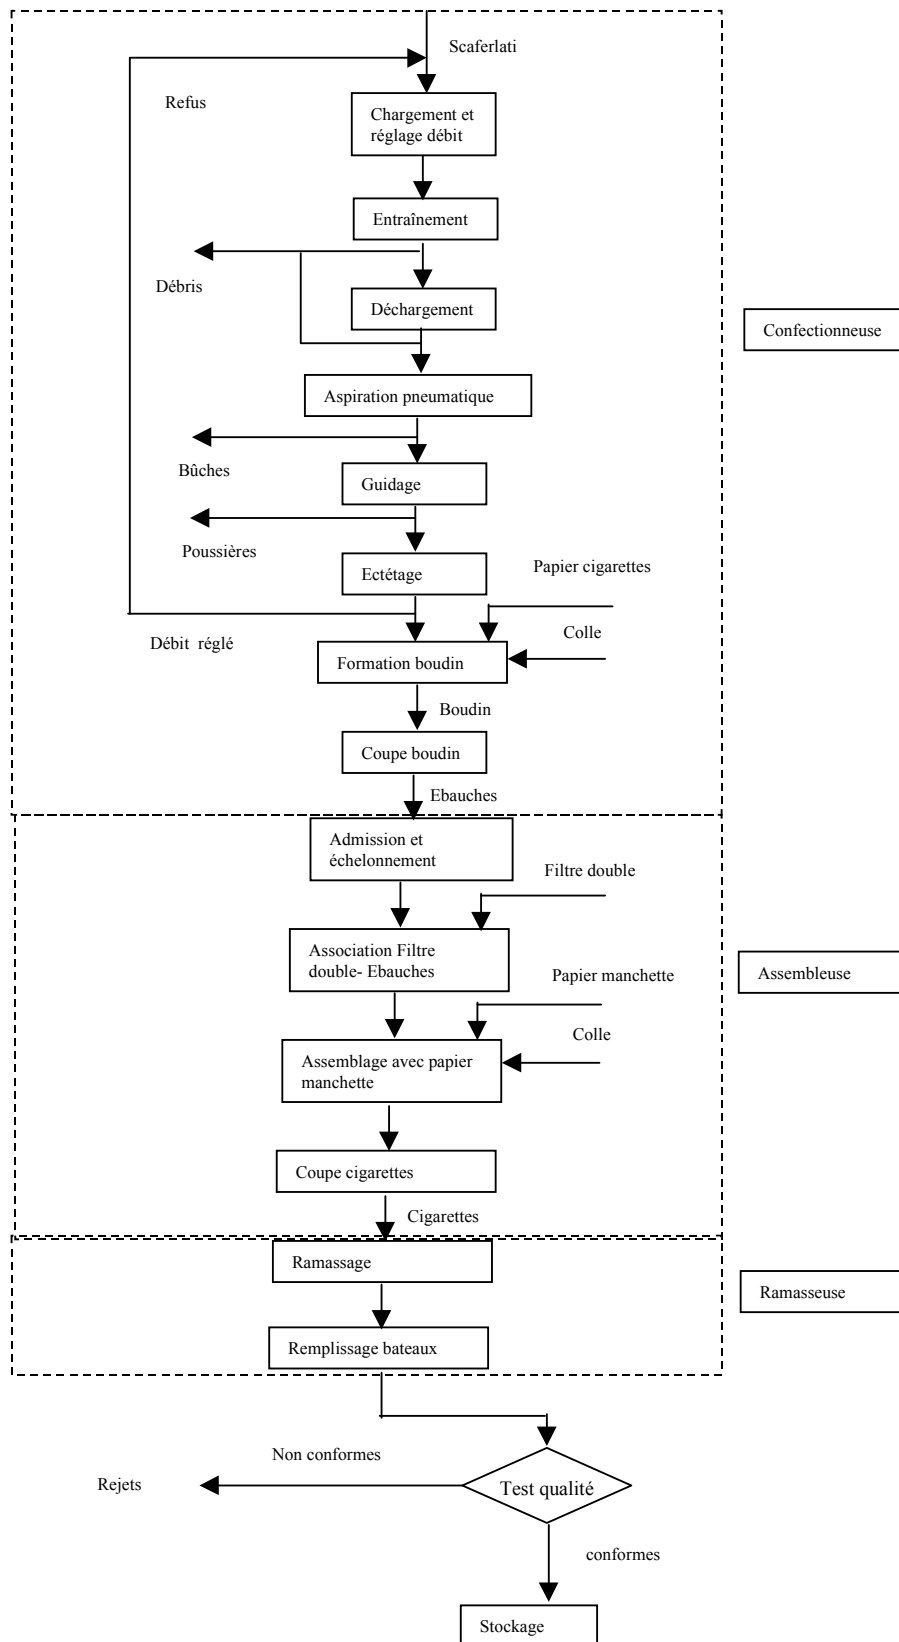 Scaferlati
Refus
Chargement et
réglage débit
Entraînement
Débris
Déchargement
Confectionneuse
Aspiration pneumatique
Bûches
Guidage
Poussières
Ectétage
Papier cigarettes
Colle
Débit réglé
Formation boudin
Boudin
Coupe boudin
Ebauches
Admission et
échelonnement
Filtre double
Association Filtre
double- Ebauches
Assembleuse
Papier manchette
Colle
Assemblage avec papier
manchette
Coupe cigarettes
Cigarettes
Ramassage
Ramasseuse
Remplissage bateaux
Non conformes
Rejets
Test qualité
conformes
Stockage